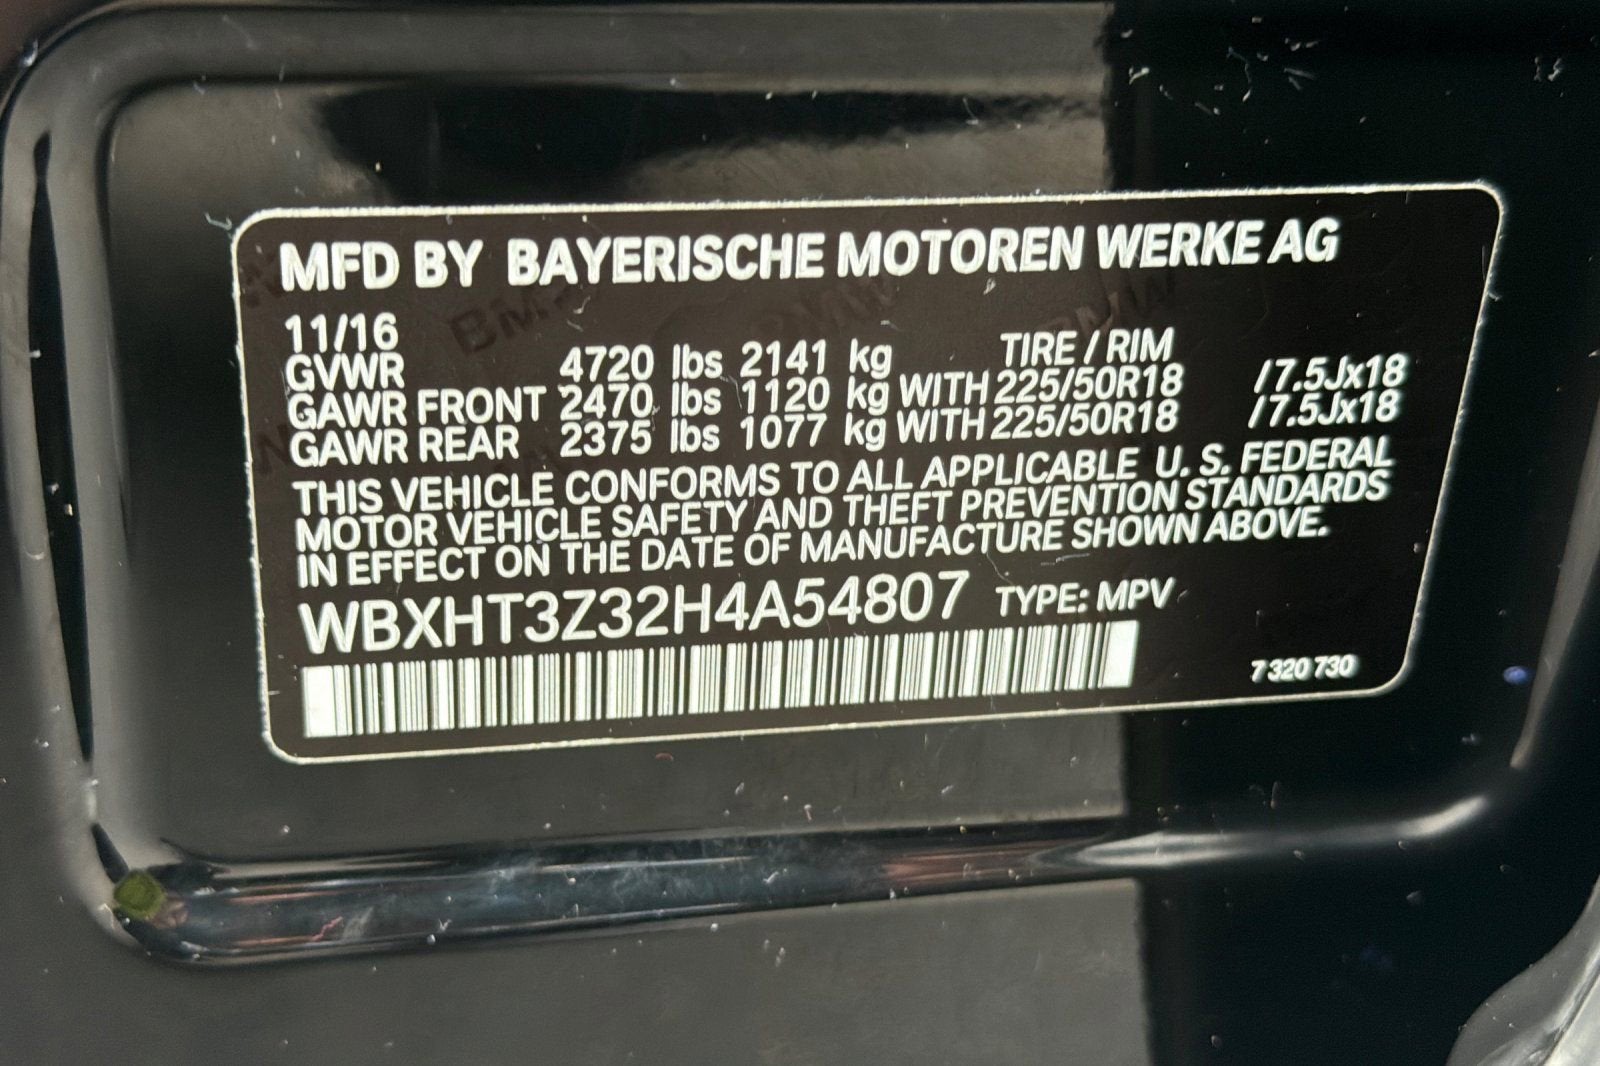 MFD BY BAYERISCHE MOTOREN WERKE AG
11/16
GVWR 4720 lbs 2141 kg TIRE / RIM
GAWR FRONT 2470 lbs 1120 kg WITH 225/50R18 /7.5Jx18
GAWR REAR 2375 lbs 1077 kg WITH 225/50R18 /7.5Jx18
THIS VEHICLE CONFORMS TO ALL APPLICABLE U. S. FEDERAL
MOTOR VEHICLE SAFETY AND THEFT PREVENTION STANDARDS
IN EFFECT ON THE DATE OF MANUFACTURE SHOWN ABOVE.
WBXHT3Z32H4A54807 TYPE: MPV
7 320 730